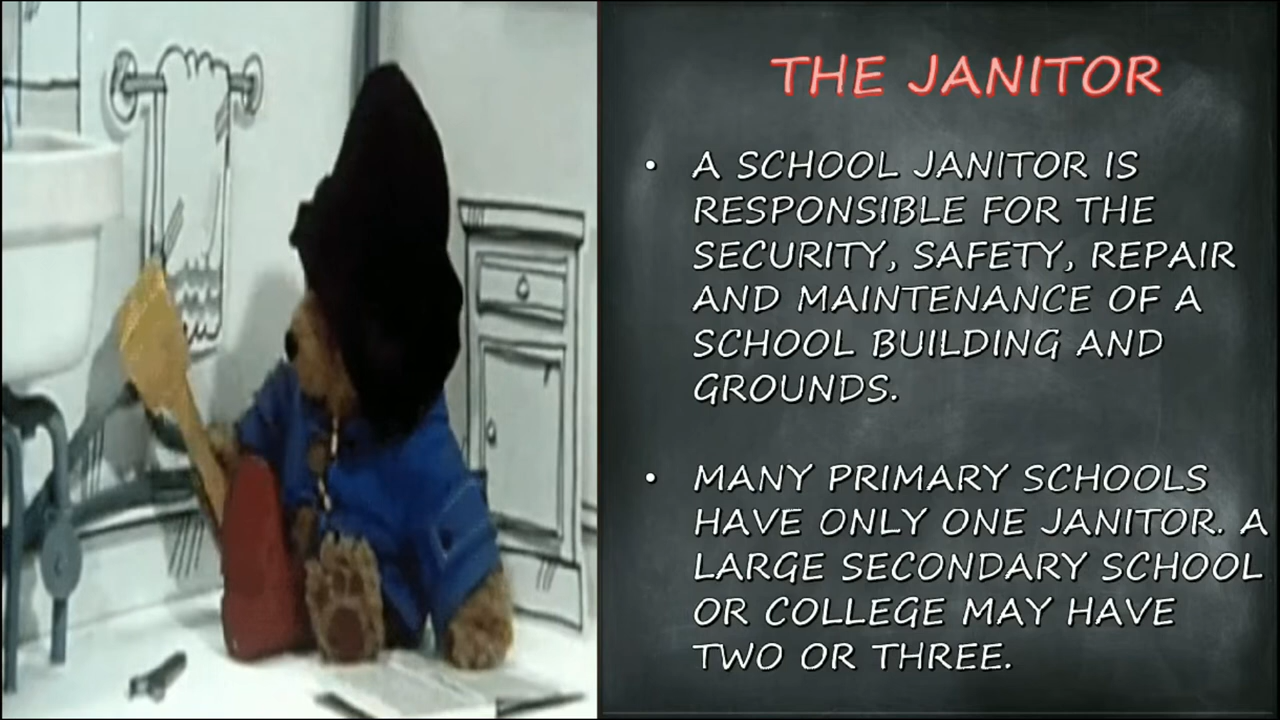 THE JANITOR
• A SCHOOL JANITOR IS
RESPONSIBLE FOR THE
SECURITY, SAFETY, REPAIR
AND MAINTENANCE OF A
SCHOOL BUILDING AND
GROUNDS.
• MANY PRIMARY SCHOOLS
HAVE ONLY ONE JANITOR. A
LARGE SECONDARY SCHOOL
OR COLLEGE MAY HAVE
TWO OR THREE.